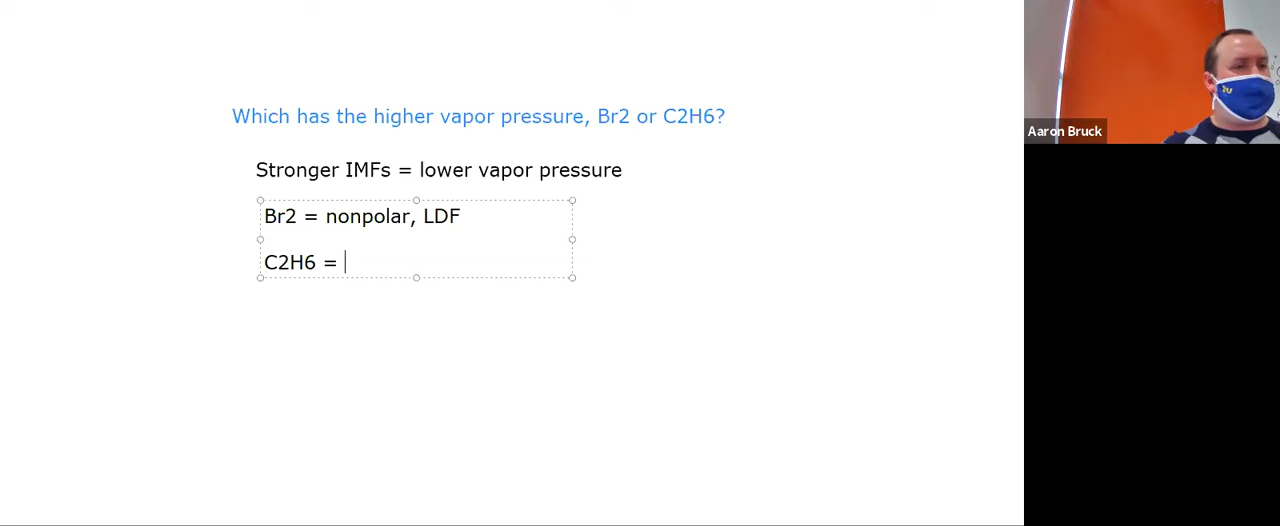 Which has the higher vapor pressure, Br2 or C2H6?
Stronger IMFs = lower vapor pressure
Br2 = nonpolar, LDF
C2H6 =
Aaron Bruck